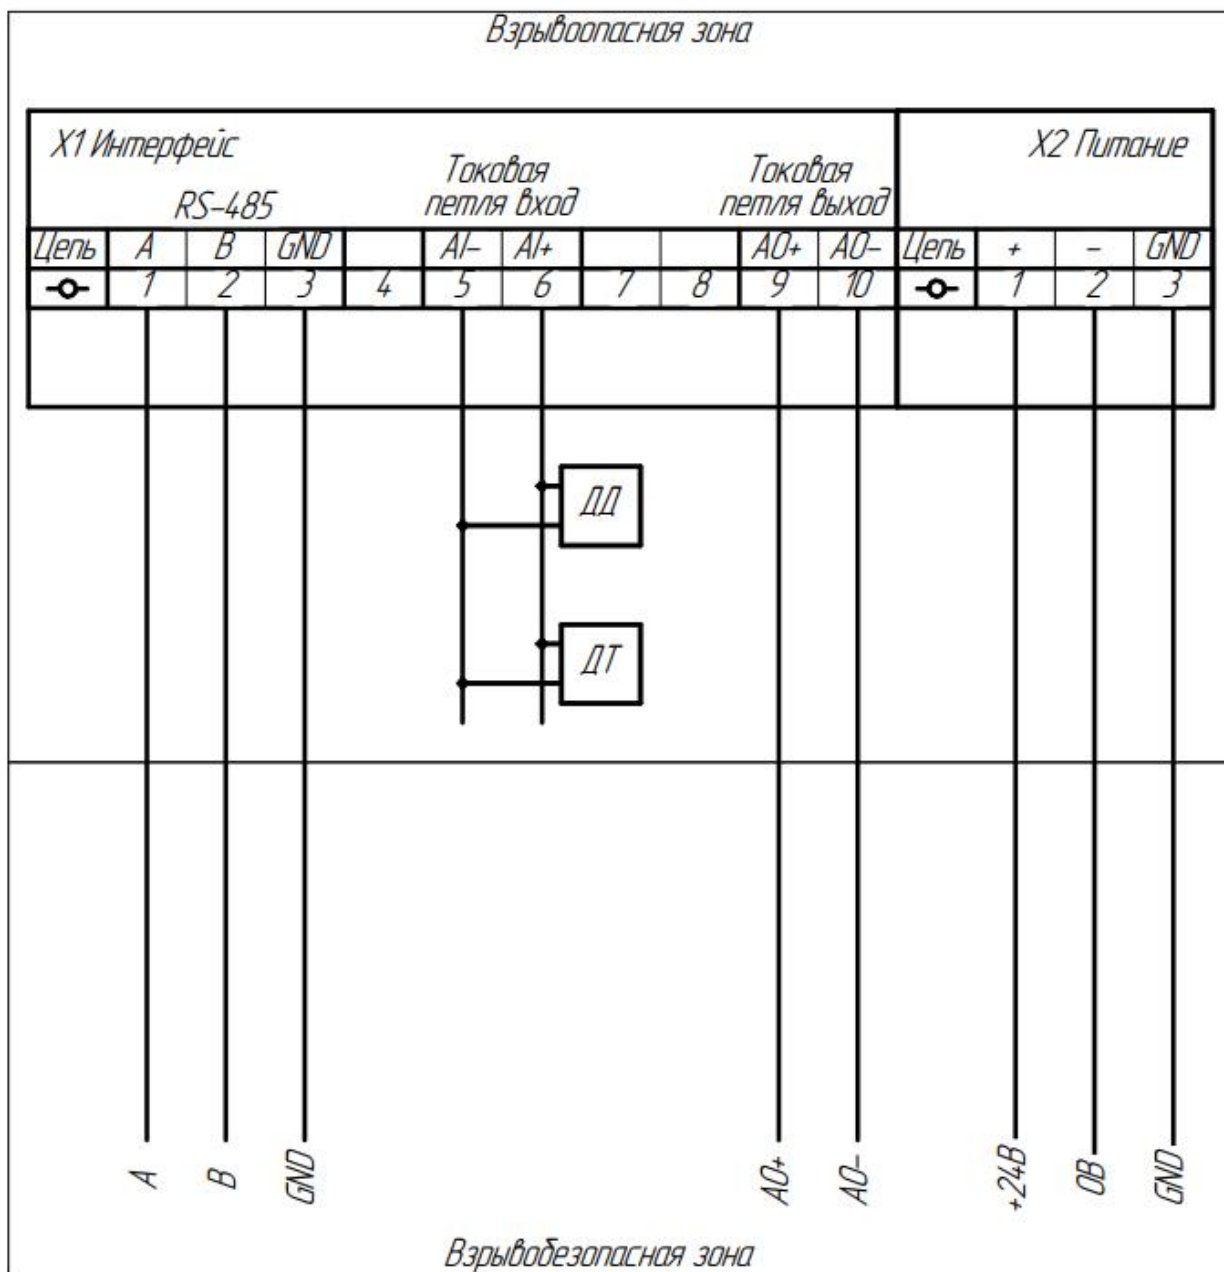 Взрывоопасная зона
X1 Интерфейс
X2 Питание
RS-485
Токовая
петля вход
Токовая
петля выход
Цепь A B GND AI- AI+ AO+ AO- Цепь + - GND
1 2 3 4 5 6 7 8 9 10 1 2 3
ДД
ДТ
A B GND AO+ AO- +24В 0В GND
Взрывобезопасная зона